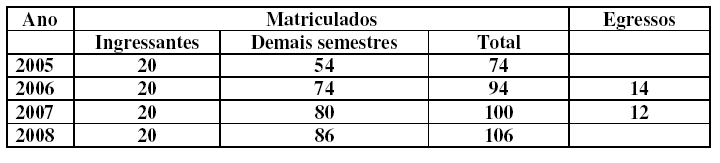 Ano Matriculados Egressos
Ingressantes Demais semestres Total
2005 20 54 74
2006 20 74 94 14
2007 20 80 100 12
2008 20 86 106